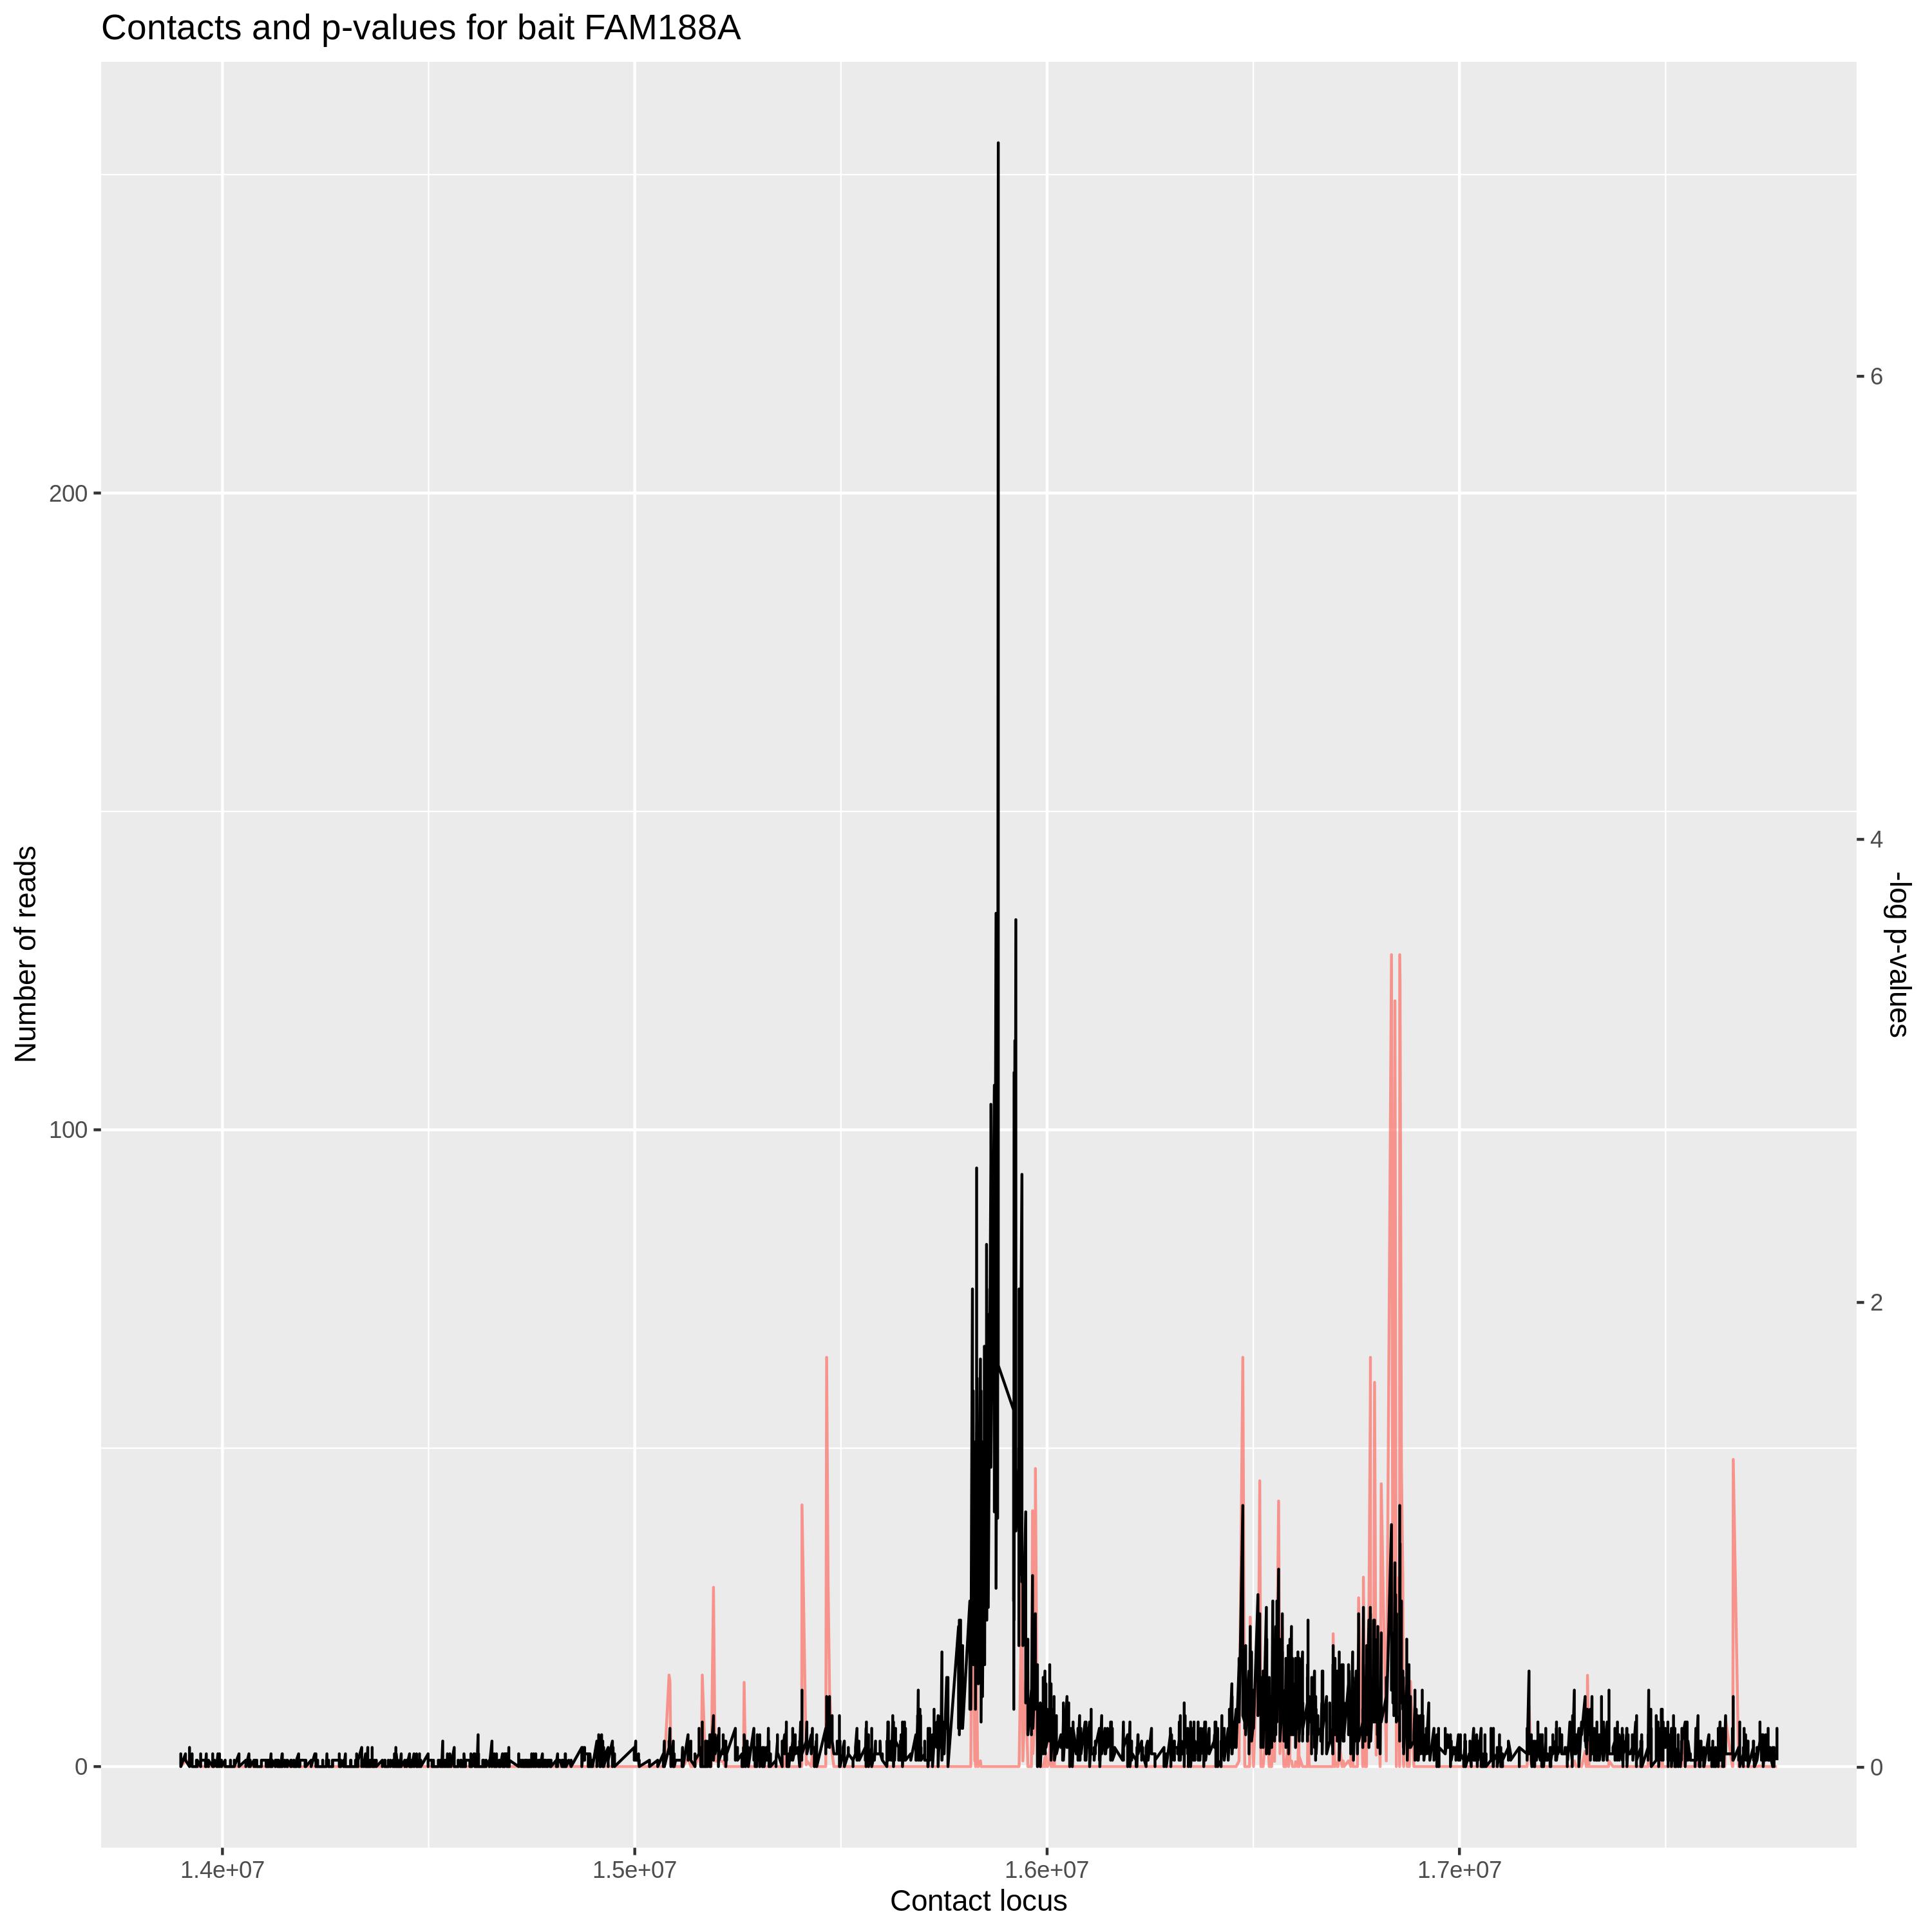 Contacts and p-values for bait FAM188A
Number of reads
200
100
0
6
4
2
0
-log p-values
1.4e+07
1.5e+07
1.6e+07
1.7e+07
Contact locus